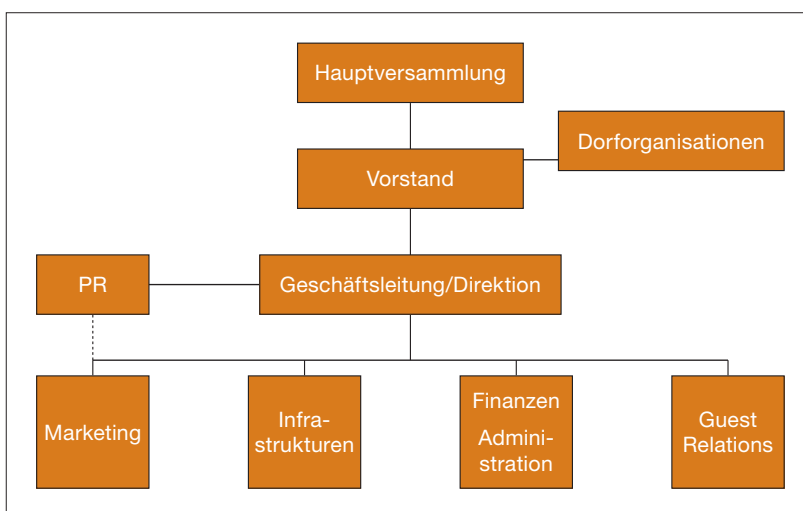 Hauptversammlung
Dorforganisationen
Vorstand
PR
Geschäftsleitung/Direktion
Marketing
Infra-
strukturen
Finanzen
Admini-
stration
Guest
Relations